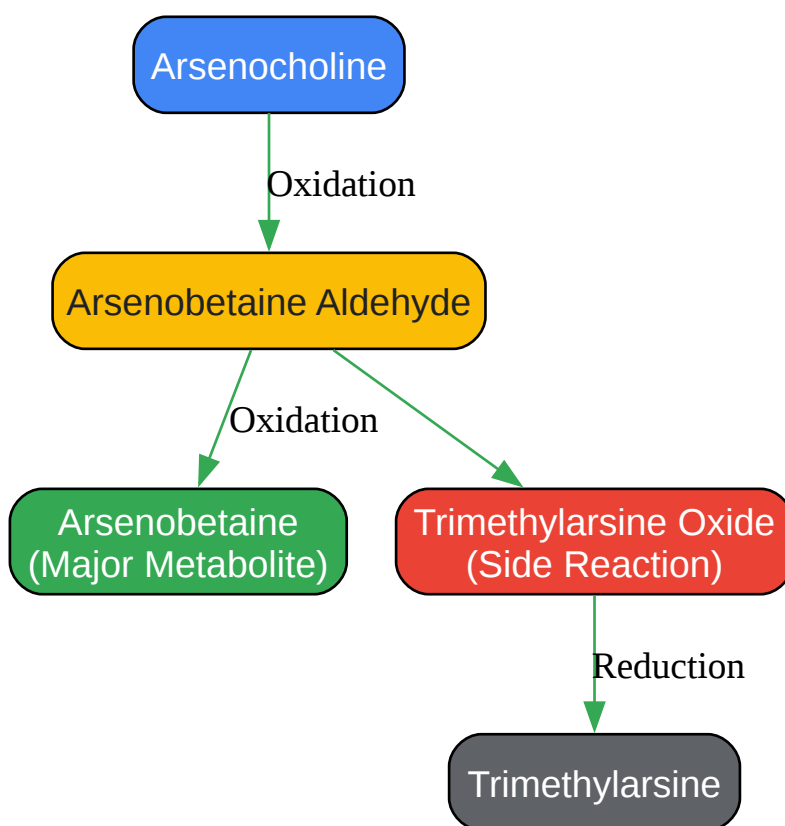 Arsenocholine
Oxidation
Arsenobetaine Aldehyde
Oxidation
Arsenobetaine
(Major Metabolite)
Trimethylarsine Oxide
(Side Reaction)
Reduction
Trimethylarsine